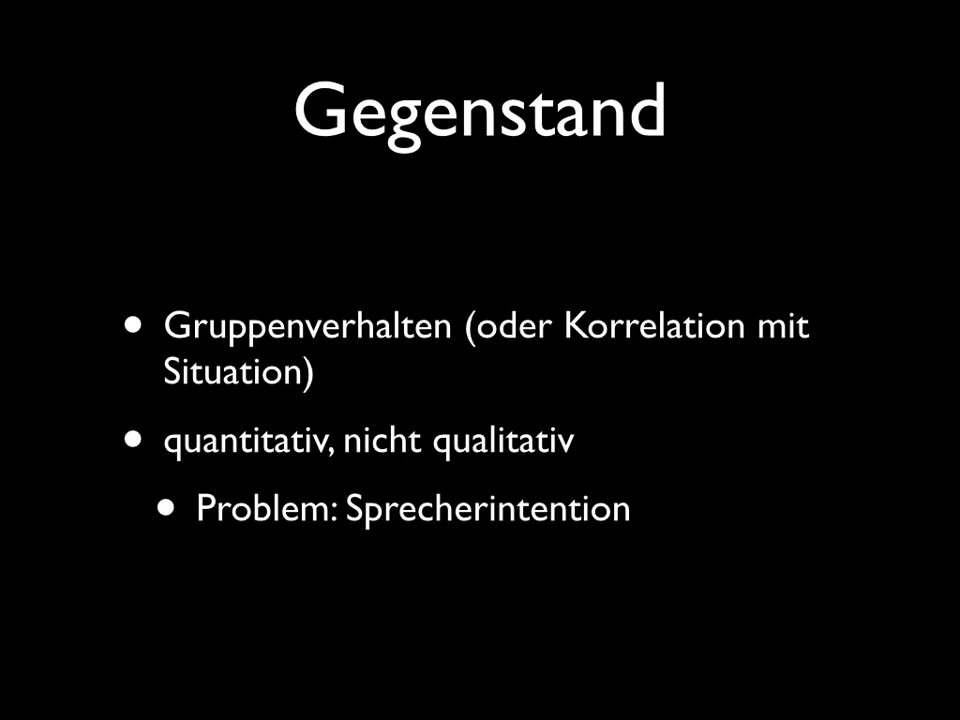 Gegenstand
• Gruppenverhalten (oder Korrelation mit
Situation)
• quantitativ, nicht qualitativ
• Problem: Sprecherintention